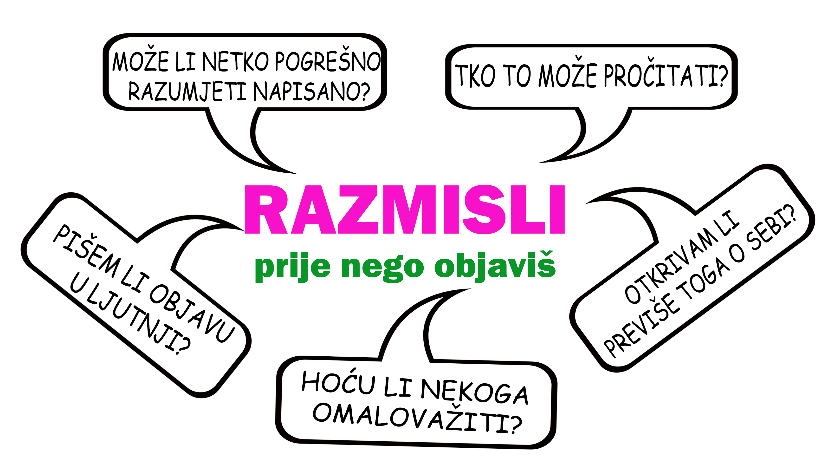 MOŽE LI NETKO POGREŠNO
RAZUMJETI NAPISANO?
TKO TO MOŽE PROČITATI?
RAZMISLI
prije nego objaviš
PIŠEM LI OBJAVU
U LJUTNJI?
OTKRIVAM LI
PREVIŠE TOGA O SEBI?
HOĆU LI NEKOGA
OMALOVAŽITI?